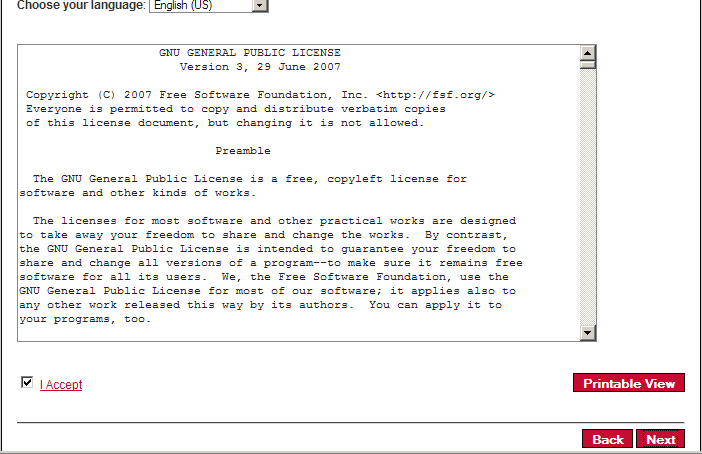 Choose your language: English (US)
GNU GENERAL PUBLIC LICENSE
Version 3, 29 June 2007
Copyright (C) 2007 Free Software Foundation, Inc. <http://fsf.org/>
Everyone is permitted to copy and distribute verbatim copies
of this license document, but changing it is not allowed.
Preamble
The GNU General Public License is a free, copyleft license for
software and other kinds of works.
The licenses for most software and other practical works are designed
to take away your freedom to share and change the works.  By contrast,
the GNU General Public License is intended to guarantee your freedom to
share and change all versions of a program--to make sure it remains free
software for all its users.  We, the Free Software Foundation, use the
GNU General Public License for most of our software; it applies also to
any other work released this way by its authors.  You can apply it to
your programs, too.
I Accept
Printable View
Back Next